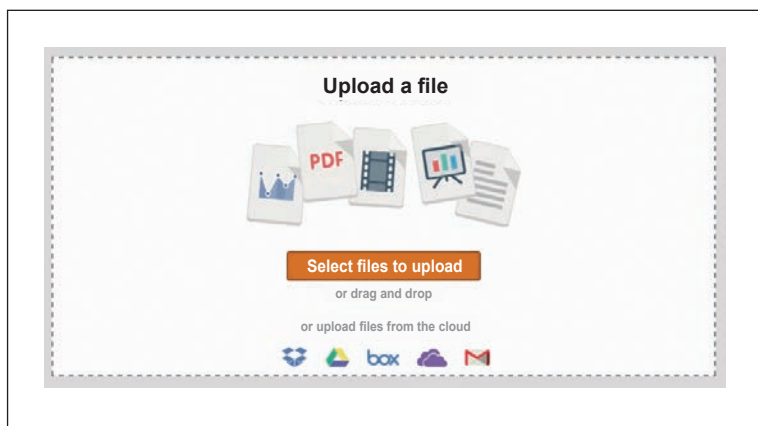 Upload a file
PDF
Select files to upload
or drag and drop
or upload files from the cloud
box